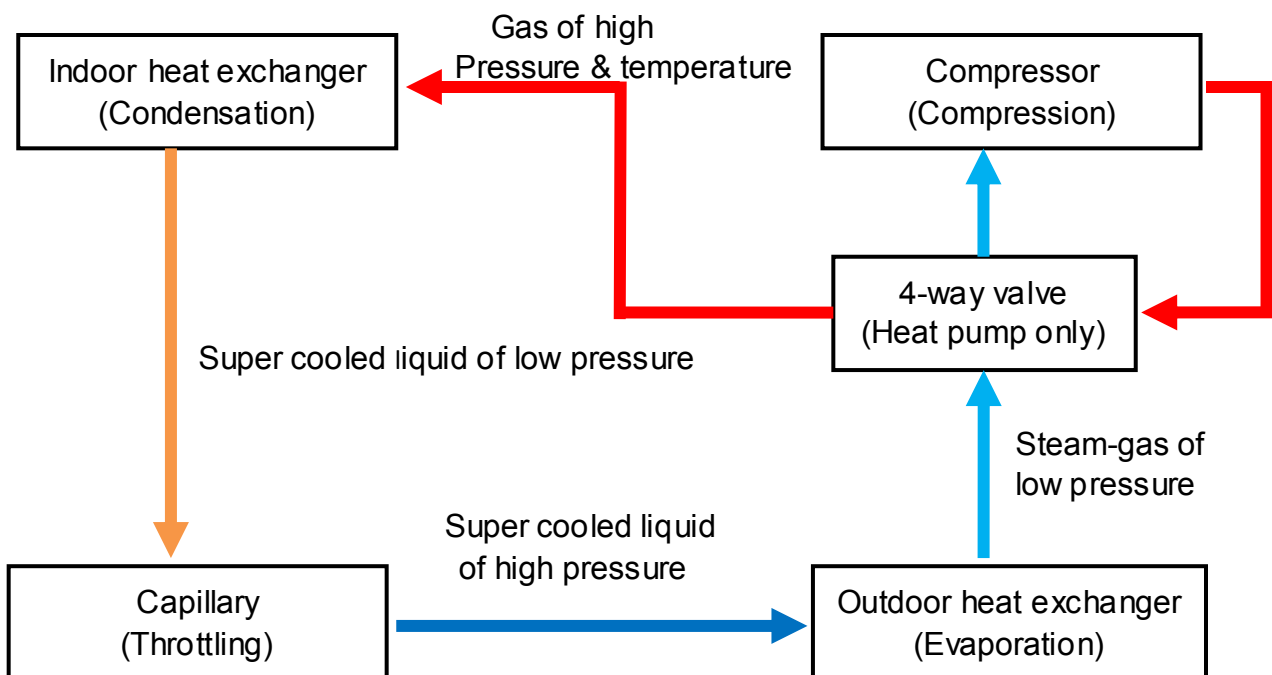 Gas of high
Pressure & temperature
Indoor heat exchanger
(Condensation)
Compressor
(Compression)
4-way valve
(Heat pump only)
Super cooled liquid of low pressure
Steam-gas of
low pressure
Super cooled liquid
of high pressure
Capillary
(Throttling)
Outdoor heat exchanger
(Evaporation)